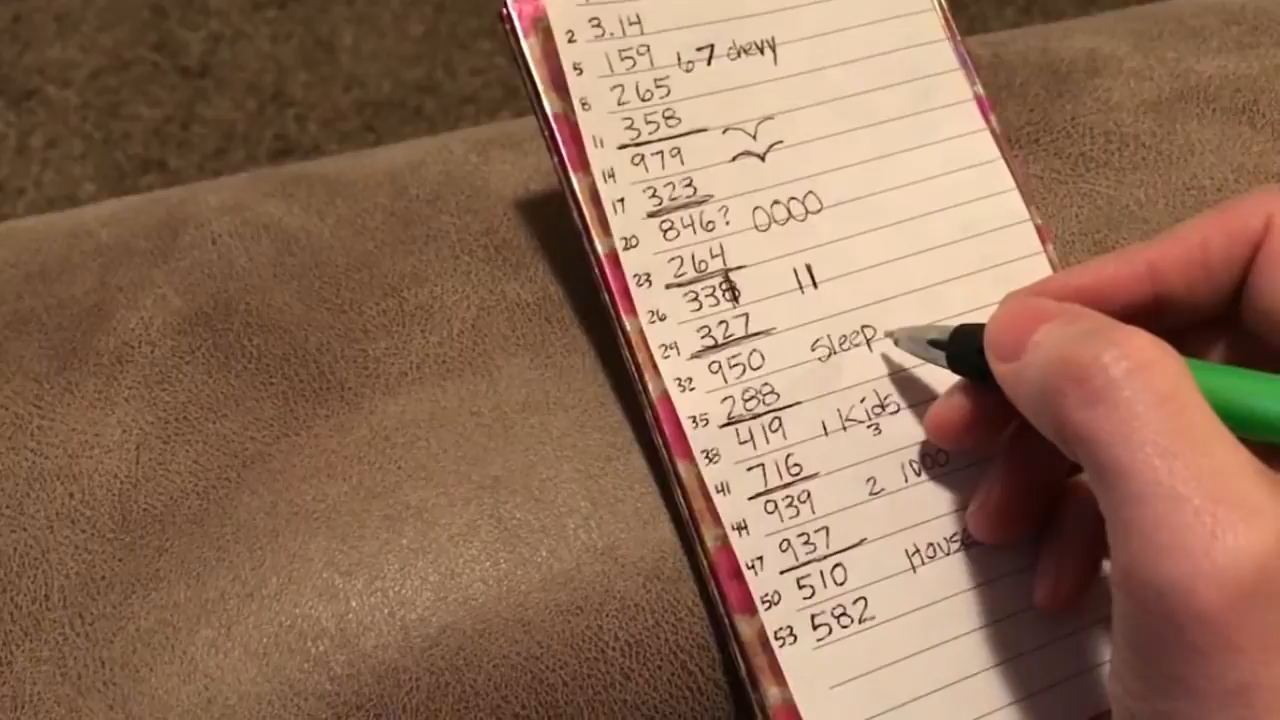 2 3.14
5 159 67 chevy
8 265
11 358
14 979
17 323
20 846? 0000
23 264
26 338 11
29 327
32 950 Sleep
35 288
38 419 1 Kids
3
41 716
44 939 2 1000
47 937
50 510 House
53 582